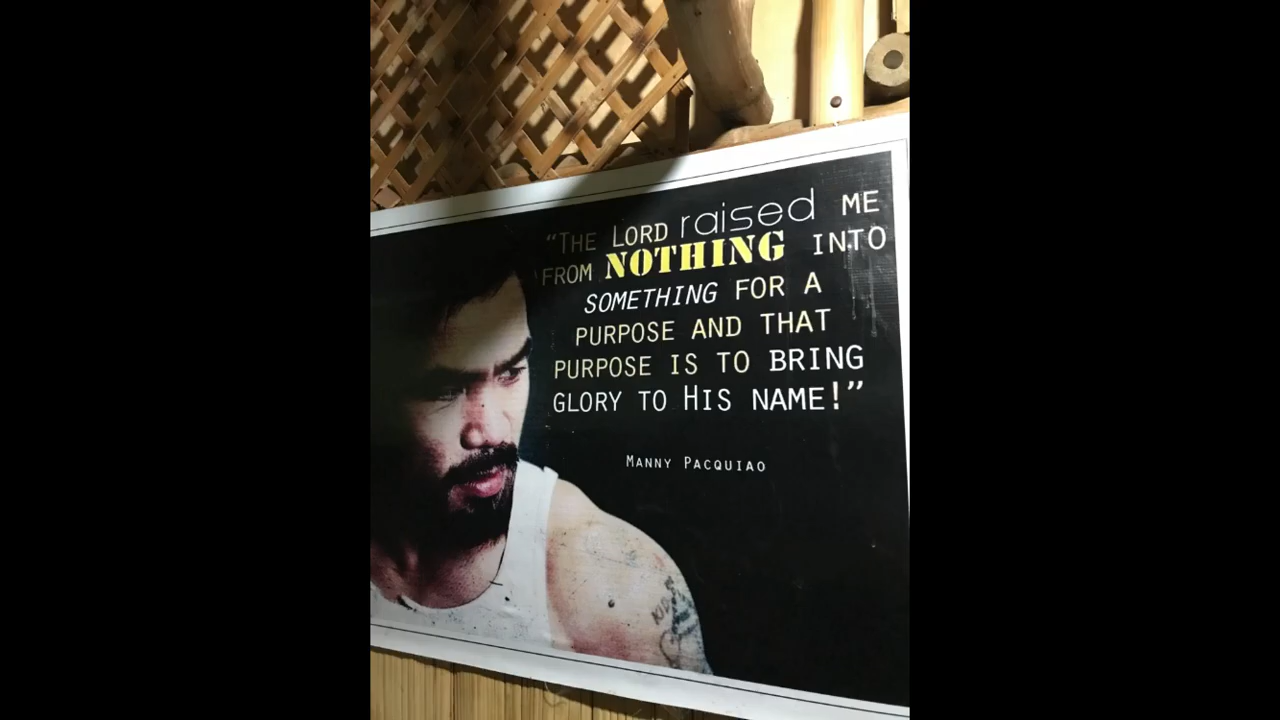 “The Lord raised ME
FROM NOTHING INTO
SOMETHING FOR A
PURPOSE AND THAT
PURPOSE IS TO BRING
GLORY TO HIS NAME!”
Manny Pacquiao